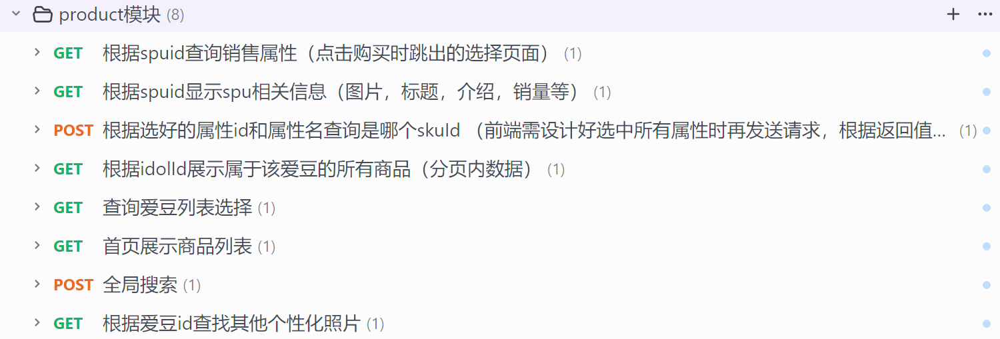 product模块 (8)
GET 根据spuid查询销售属性（点击购买时跳出的选择页面） (1)
GET 根据spuid显示spu相关信息（图片，标题，介绍，销量等） (1)
POST 根据选好的属性id和属性名查询是哪个skuId （前端需设计好选中所有属性时再发送请求，根据返回值... (1)
GET 根据idolId展示属于该爱豆的所有商品（分页内数据） (1)
GET 查询爱豆列表选择 (1)
GET 首页展示商品列表 (1)
POST 全局搜索 (1)
GET 根据爱豆id查找其他个性化照片 (1)